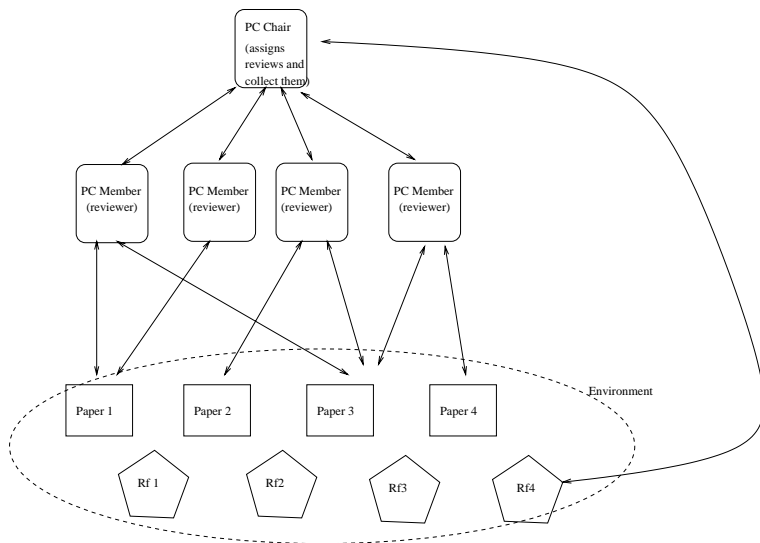 PC Chair
(assigns
reviews and
collect them)
PC Member
(reviewer)
PC Member
(reviewer)
PC Member
(reviewer)
PC Member
(reviewer)
Environment
Paper 1
Paper 2
Paper 3
Paper 4
Rf 1
Rf2
Rf3
Rf4